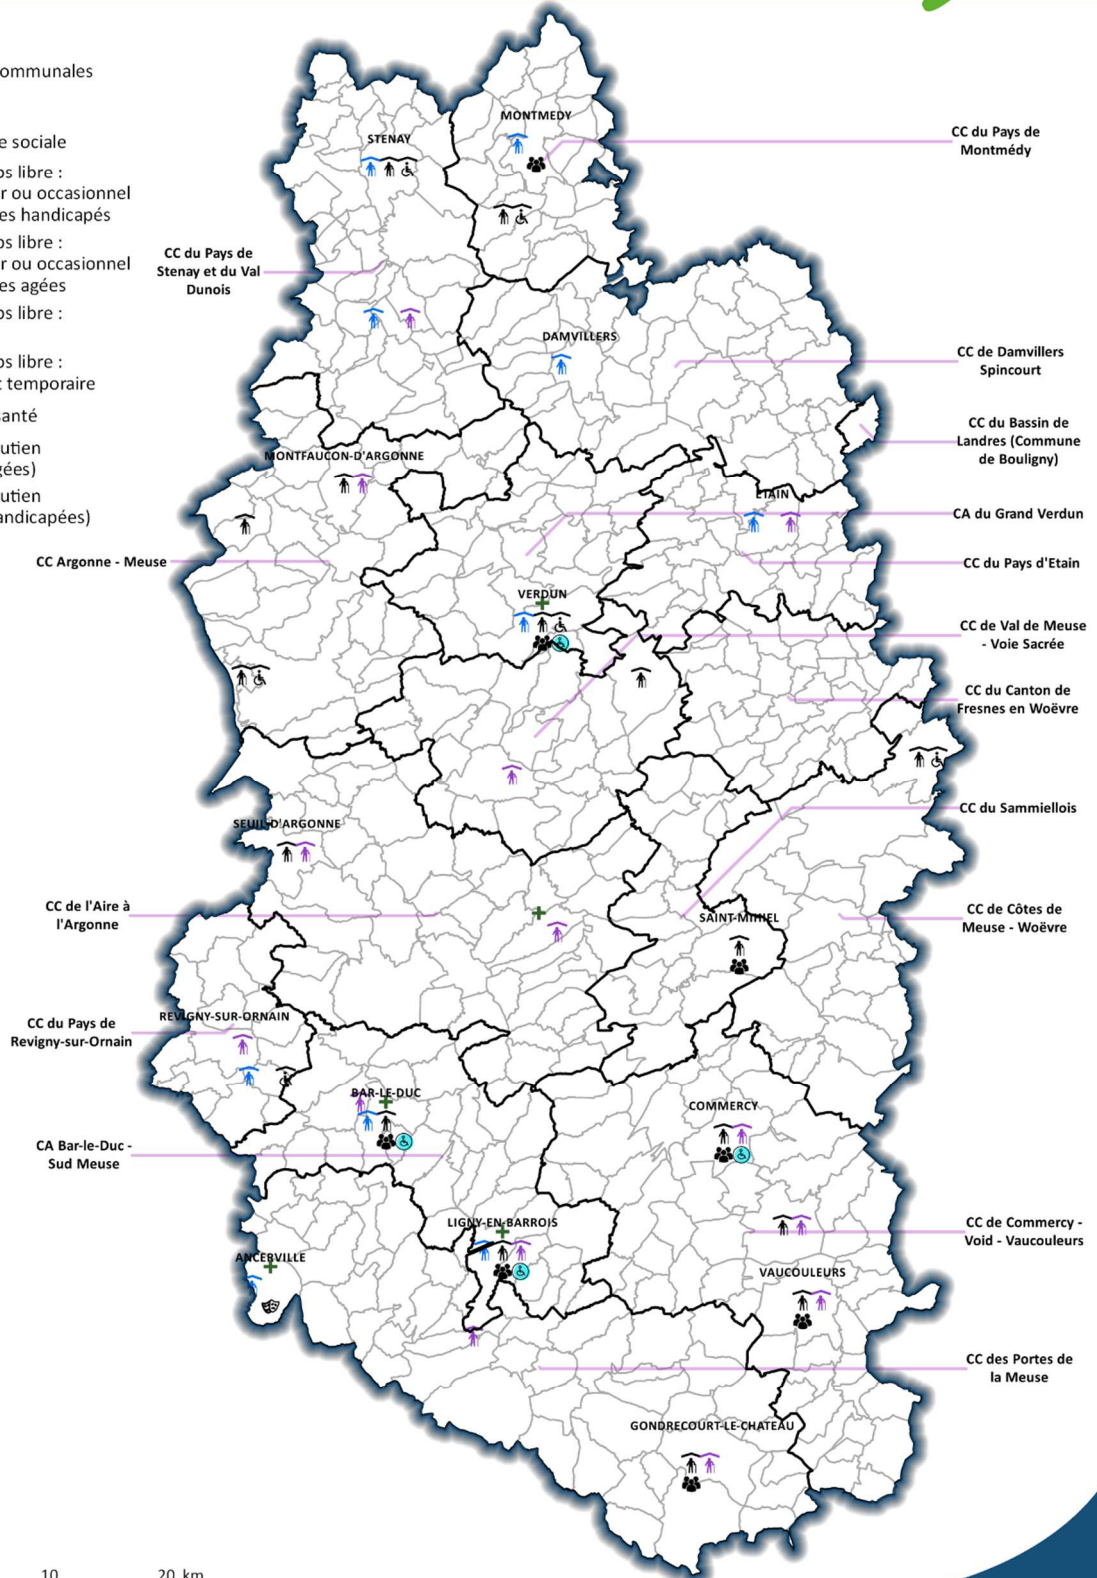 ommunales
e sociale
os libre :
r ou occasionnel
es handicapés
os libre :
r ou occasionnel
es agées
os libre :
os libre :
t temporaire
santé
utien
gées)
utien
andicapées)
MONTMEDY
STENAY
CC du Pays de
Montmédy
CC du Pays de
Stenay et du Val
Dunois
DAMVILLERS
CC de Damvillers
Spincourt
CC du Bassin de
Landres (Commune
de Bouligny)
MONTFAUCON-D'ARGONNE
ETAIN
CA du Grand Verdun
CC Argonne - Meuse
CC du Pays d'Etain
VERDUN
CC de Val de Meuse
- Voie Sacrée
CC du Canton de
Fresnes en Woëvre
CC du Sammiellois
SEUIL-D'ARGONNE
CC de l'Aire à
l'Argonne
SAINT-MIHIEL
CC de Côtes de
Meuse - Woëvre
REVIGNY-SUR-ORNAIN
CC du Pays de
Revigny-sur-Ornain
BAR-LE-DUC
COMMERCY
CA Bar-le-Duc -
Sud Meuse
LIGNY-EN-BARROIS
CC de Commercy -
Void - Vaucouleurs
ANCERVILLE
VAUCOULEURS
CC des Portes de
la Meuse
GONDRECOURT-LE-CHATEAU
10 20 km